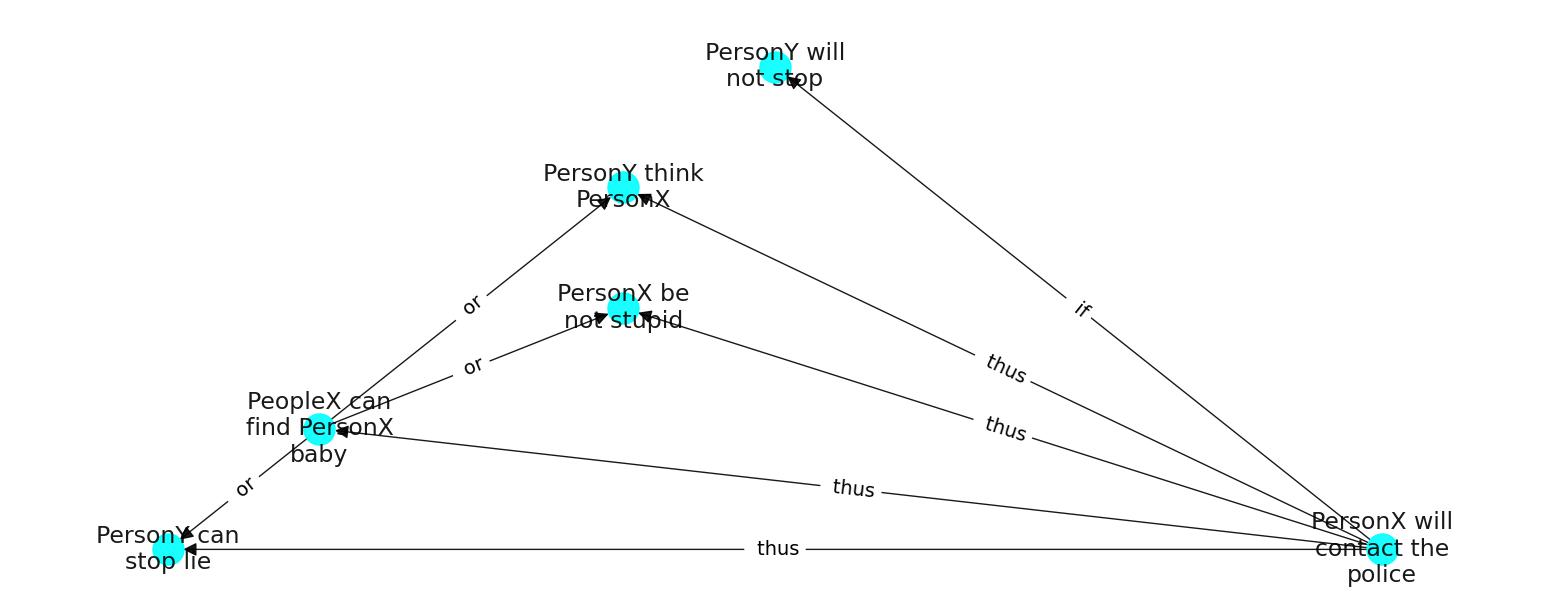 PersonY will
not stop
PersonY think
PersonX
or
PersonX be
not stupid
if
or
thus
PeopleX can
find PersonX
baby
thus
or
thus
PersonY can
stop lie
thus
PersonX will
contact the
police